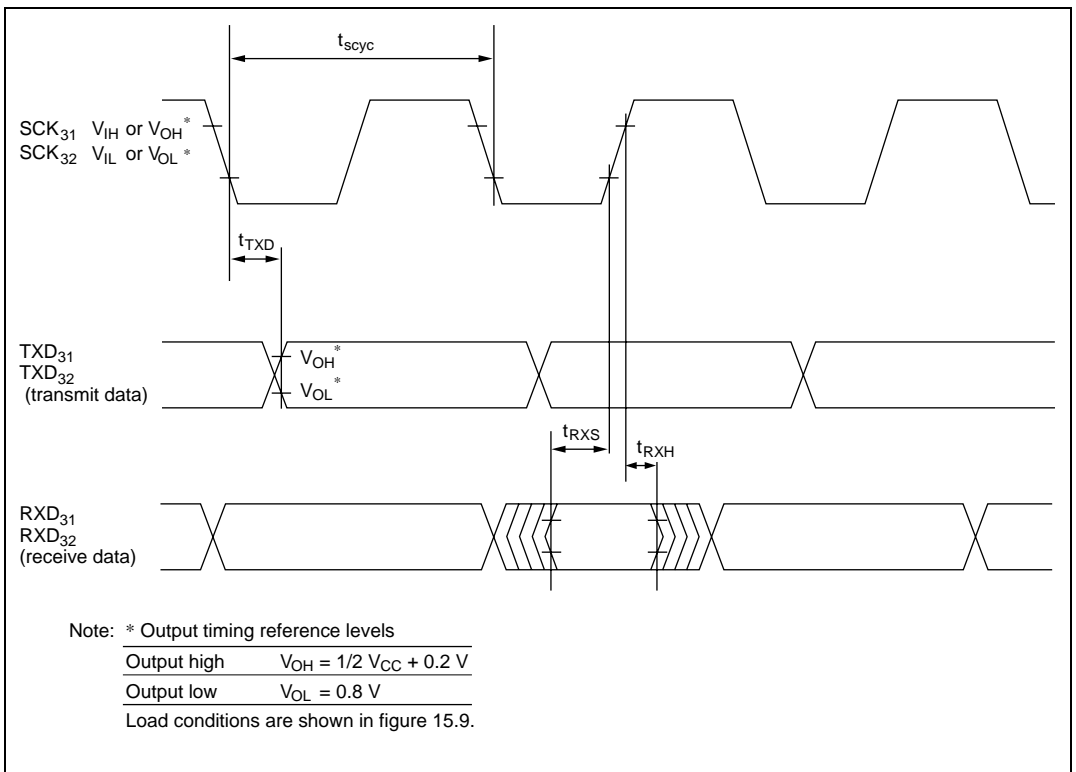 tscyc
SCK31 VIH or VOH*
SCK32 VIL or VOL*
tTXD
TXD31
TXD32
(transmit data)
VOH*
VOL*
tRXS
tRXH
RXD31
RXD32
(receive data)
Note: * Output timing reference levels
Output high VOH = 1/2 VCC + 0.2 V
Output low VOL = 0.8 V
Load conditions are shown in figure 15.9.